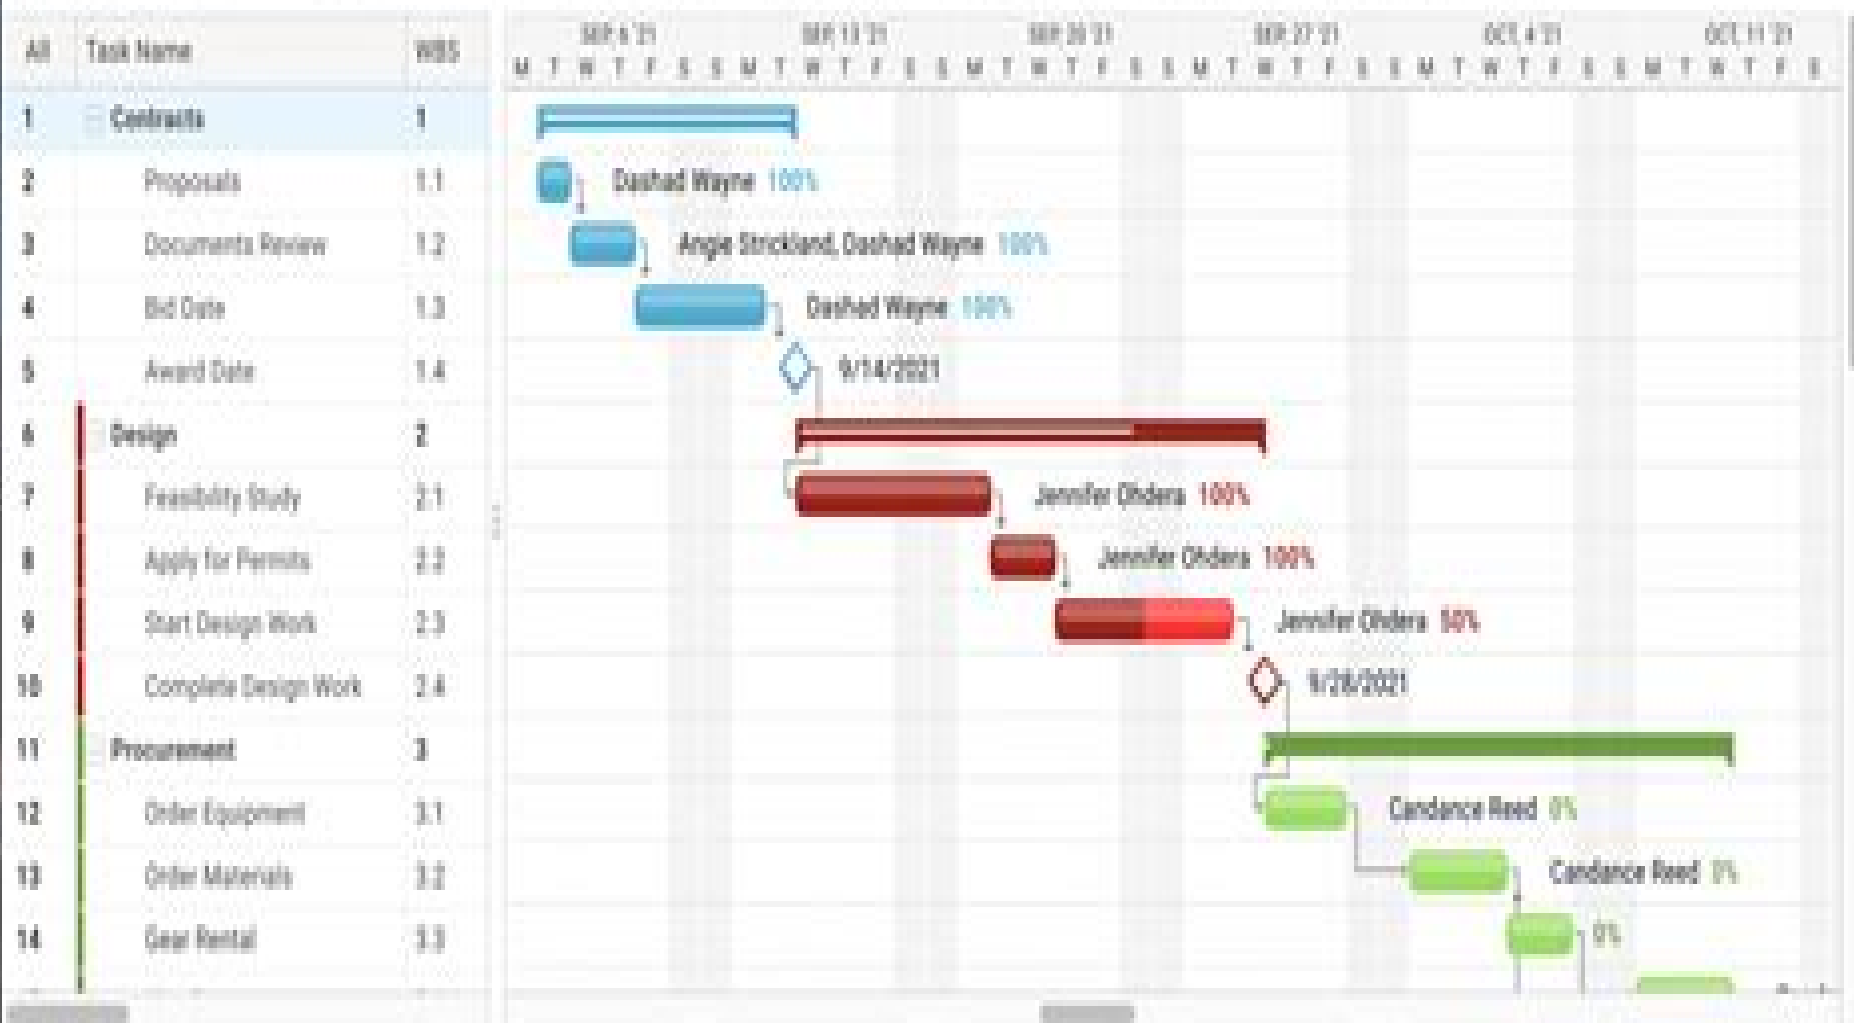 SEP, 6 '21 SEP, 13 '21 SEP, 20 '21 SEP, 27 '21 OCT, 4 '21 OCT, 11 '21
All Task Name WBS
M T W T F S S M T W T F S S M T W T F S S M T W T F S S M T W T F S S M T W T F S
1 Contracts 1
2 Proposals 1.1 Dashad Wayne 100%
3 Documents Review 1.2 Angie Strickland, Dashad Wayne 100%
4 Bid Date 1.3 Dashad Wayne 100%
5 Award Date 1.4 9/14/2021
6 Design 2
7 Feasibility Study 2.1 Jennifer Ohdera 100%
8 Apply for Permits 2.2 Jennifer Ohdera 100%
9 Start Design Work 2.3 Jennifer Ohdera 50%
10 Complete Design Work 2.4 9/28/2021
11 Procurement 3
12 Order Equipment 3.1 Candance Reed 0%
13 Order Materials 3.2 Candance Reed 0%
14 Gear Rental 3.3 0%